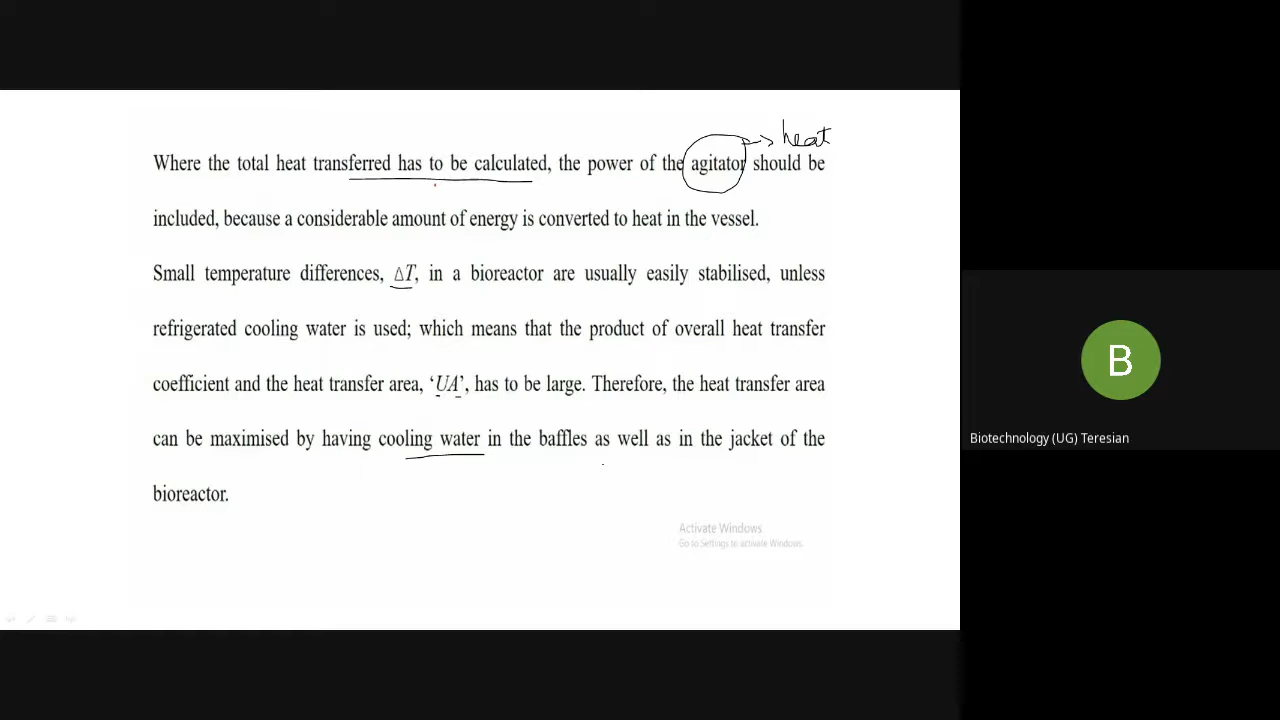 heat
Where the total heat transferred has to be calculated, the power of the agitator should be
included, because a considerable amount of energy is converted to heat in the vessel.
Small temperature differences, ΔT, in a bioreactor are usually easily stabilised, unless
refrigerated cooling water is used; which means that the product of overall heat transfer
coefficient and the heat transfer area, ‘UA’, has to be large. Therefore, the heat transfer area
can be maximised by having cooling water in the baffles as well as in the jacket of the
bioreactor.
Activate Windows
Go to Settings to activate Windows.
B
Biotechnology (UG) Teresian